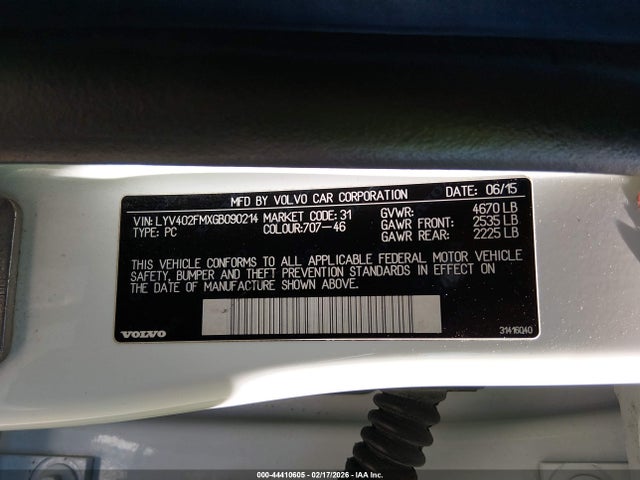 MFD BY VOLVO CAR CORPORATION DATE: 06/15
VIN: LYV402FMXGB090214 MARKET CODE: 31 GVWR: 4670 LB
TYPE: PC COLOUR:707-46 GAWR FRONT: 2535 LB
GAWR REAR: 2225 LB
THIS VEHICLE CONFORMS TO ALL APPLICABLE FEDERAL MOTOR VEHICLE
SAFETY, BUMPER AND THEFT PREVENTION STANDARDS IN EFFECT ON
THE DATE OF MANUFACTURE SHOWN ABOVE.
VOLVO 31416040
000-44410605 - 02/17/2026 - IAA Inc.